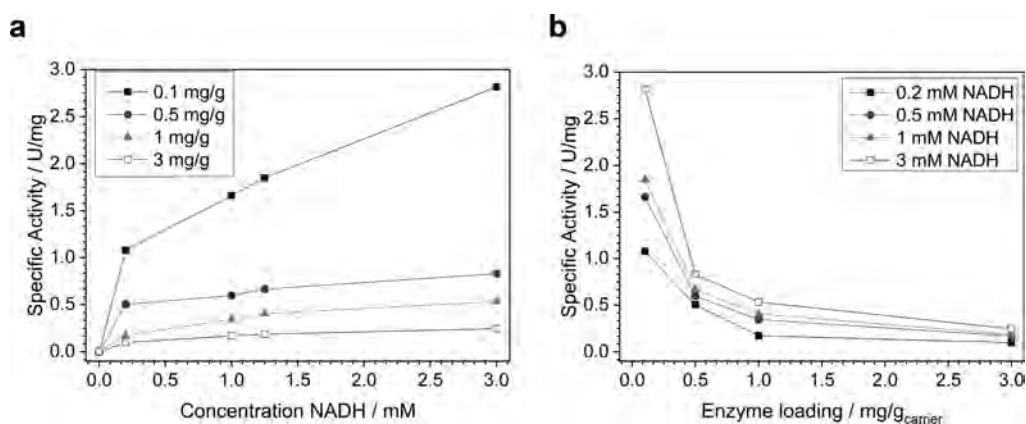 a
Specific Activity / U/mg
3.0
2.5
2.0
1.5
1.0
0.5
0.0
0.1 mg/g
0.5 mg/g
1 mg/g
3 mg/g
0.0 0.5 1.0 1.5 2.0 2.5 3.0
Concentration NADH / mM
b
Specific Activity / U/mg
3.0
2.5
2.0
1.5
1.0
0.5
0.0
0.2 mM NADH
0.5 mM NADH
1 mM NADH
3 mM NADH
0.0 0.5 1.0 1.5 2.0 2.5 3.0
Enzyme loading / mg/gcarrier